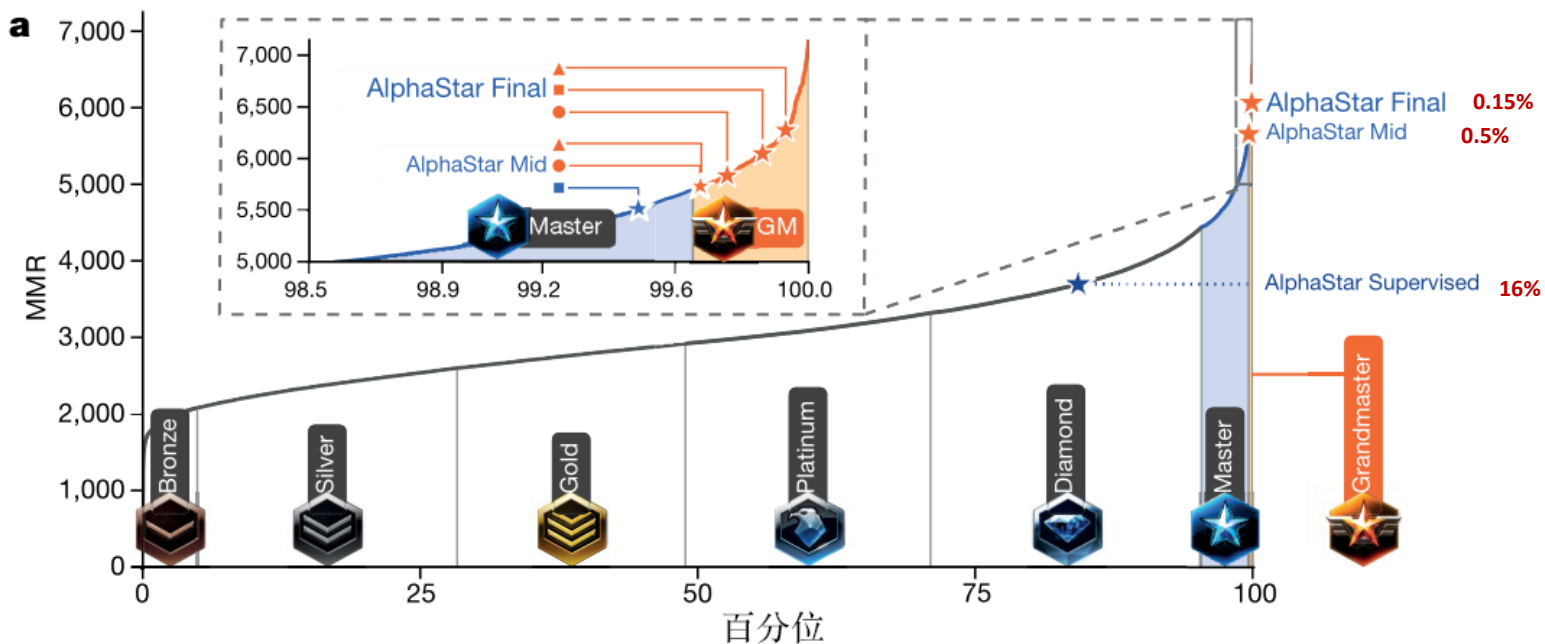 a
7,000
6,000
5,000
4,000
3,000
2,000
1,000
0
MMR
7,000
6,500
6,000
5,500
5,000
AlphaStar Final
AlphaStar Mid
Master
GM
98.5
98.9
99.2
99.6
100.0
AlphaStar Final 0.15%
AlphaStar Mid 0.5%
AlphaStar Supervised 16%
Bronze
Silver
Gold
Platinum
Diamond
Master
Grandmaster
0
25
50
75
100
百分位